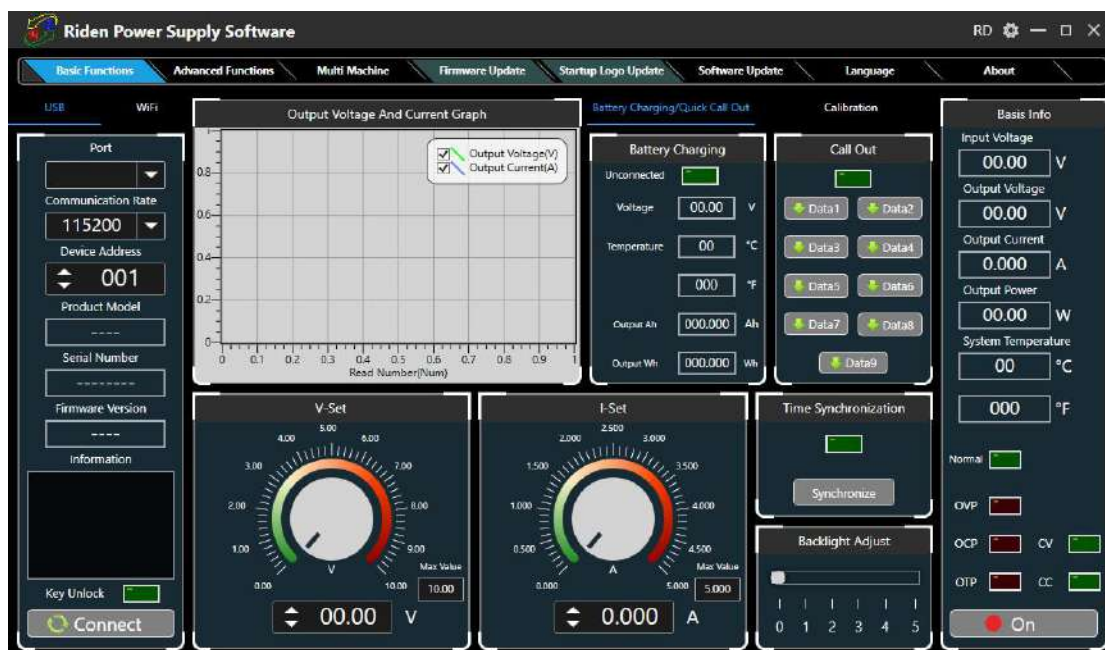 Riden Power Supply Software
RD
Basic Functions
Advanced Functions
Multi Machine
Firmware Update
Startup Logo Update
Software Update
Language
About
USB
WiFi
Port
Communication Rate
115200
Device Address
001
Product Model
----
Serial Number
--------
Firmware Version
----
Information
Key Unlock
Connect
Output Voltage And Current Graph
Output Voltage(V)
Output Current(A)
1
0.8
0.6
0.4
0.2
0
0 0.1 0.2 0.3 0.4 0.5 0.6 0.7 0.8 0.9 1
Read Number(Num)
Battery Charging/Quick Call Out
Calibration
Battery Charging
Unconnected
Voltage 00.00 V
Temperature 00 °C
000 °F
Output Ah 000.000 Ah
Output Wh 000.000 Wh
Call Out
Data1 Data2
Data3 Data4
Data5 Data6
Data7 Data8
Data9
V-Set
5.00
4.00 6.00
3.00 7.00
2.00 8.00
1.00 9.00
0.00 V 10.00
Max Value
10.00
00.00 V
I-Set
2.500
2.000 3.000
1.500 3.500
1.000 4.000
0.500 4.500
0.000 A 5.000
Max Value
5.000
0.000 A
Time Synchronization
Synchronize
Backlight Adjust
0 1 2 3 4 5
Basis Info
Input Voltage
00.00 V
Output Voltage
00.00 V
Output Current
0.000 A
Output Power
00.00 W
System Temperature
00 °C
000 °F
Normal
OVP
OCP CV
OTP CC
On